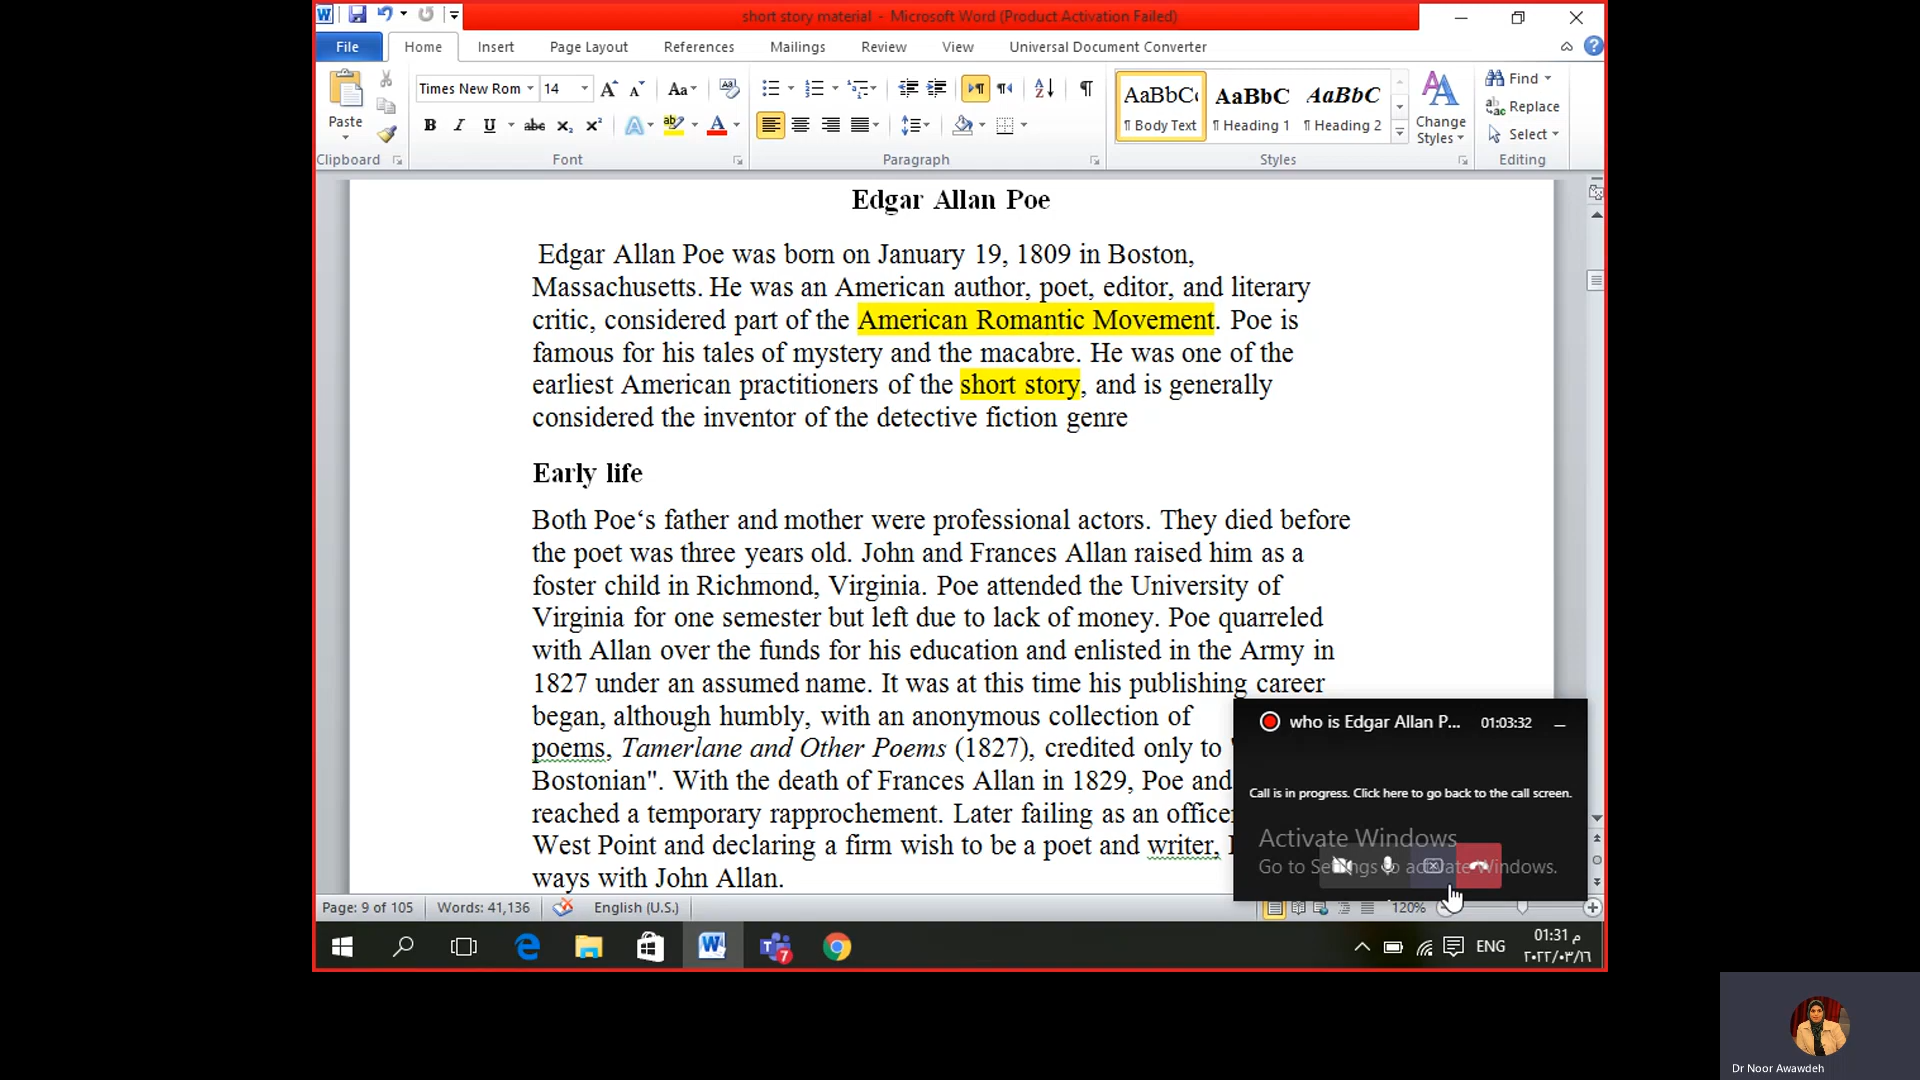 short story material - Microsoft Word (Product Activation Failed)
File Home Insert Page Layout References Mailings Review View Universal Document Converter
Paste
Times New Rom 14
AaBbC AaBbC AaBbC
¶ Body Text ¶ Heading 1 ¶ Heading 2
Change Styles
Find
Replace
Select
Clipboard Font Paragraph Styles Editing
Edgar Allan Poe
Edgar Allan Poe was born on January 19, 1809 in Boston,
Massachusetts. He was an American author, poet, editor, and literary
critic, considered part of the American Romantic Movement. Poe is
famous for his tales of mystery and the macabre. He was one of the
earliest American practitioners of the short story, and is generally
considered the inventor of the detective fiction genre
Early life
Both Poe‘s father and mother were professional actors. They died before
the poet was three years old. John and Frances Allan raised him as a
foster child in Richmond, Virginia. Poe attended the University of
Virginia for one semester but left due to lack of money. Poe quarreled
with Allan over the funds for his education and enlisted in the Army in
1827 under an assumed name. It was at this time his publishing career
began, although humbly, with an anonymous collection of
poems, Tamerlane and Other Poems (1827), credited only to "
Bostonian". With the death of Frances Allan in 1829, Poe and
reached a temporary rapprochement. Later failing as an officer
West Point and declaring a firm wish to be a poet and writer,
ways with John Allan.
who is Edgar Allan P... 01:03:32
Call is in progress. Click here to go back to the call screen.
Activate Windows
Go to Settings to activate Windows.
Page: 9 of 105 Words: 41,136 English (U.S.) 120%
7
ENG
01:31 م
٢٠٢٢/٠٣/١٦
Dr Noor Awawdeh